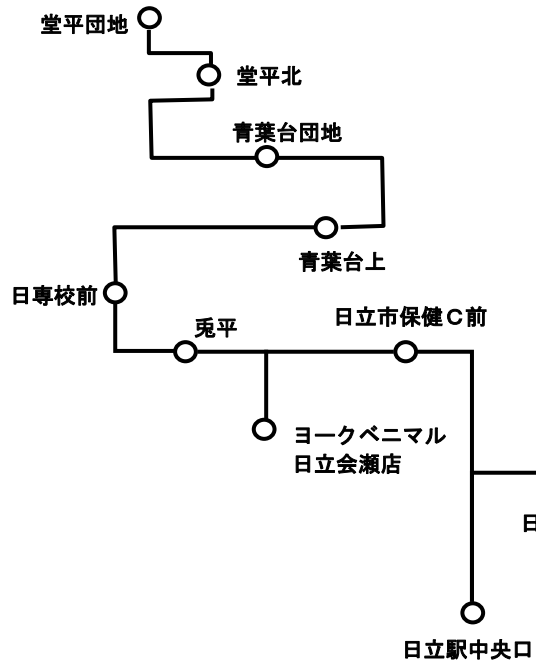 堂平団地
堂平北
青葉台団地
青葉台上
日専校前
兎平
日立市保健C前
ヨークベニマル
日立会瀬店
日
日立駅中央口